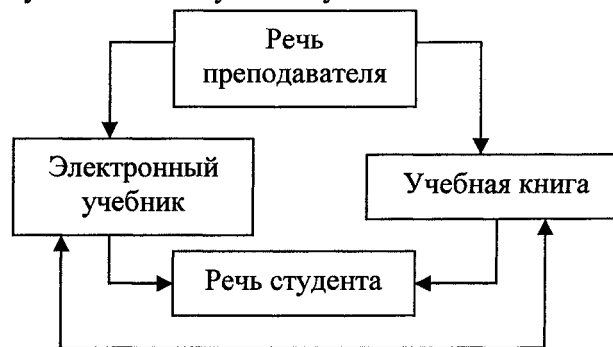 Речь
преподавателя
Электронный
учебник
Учебная книга
Речь студента